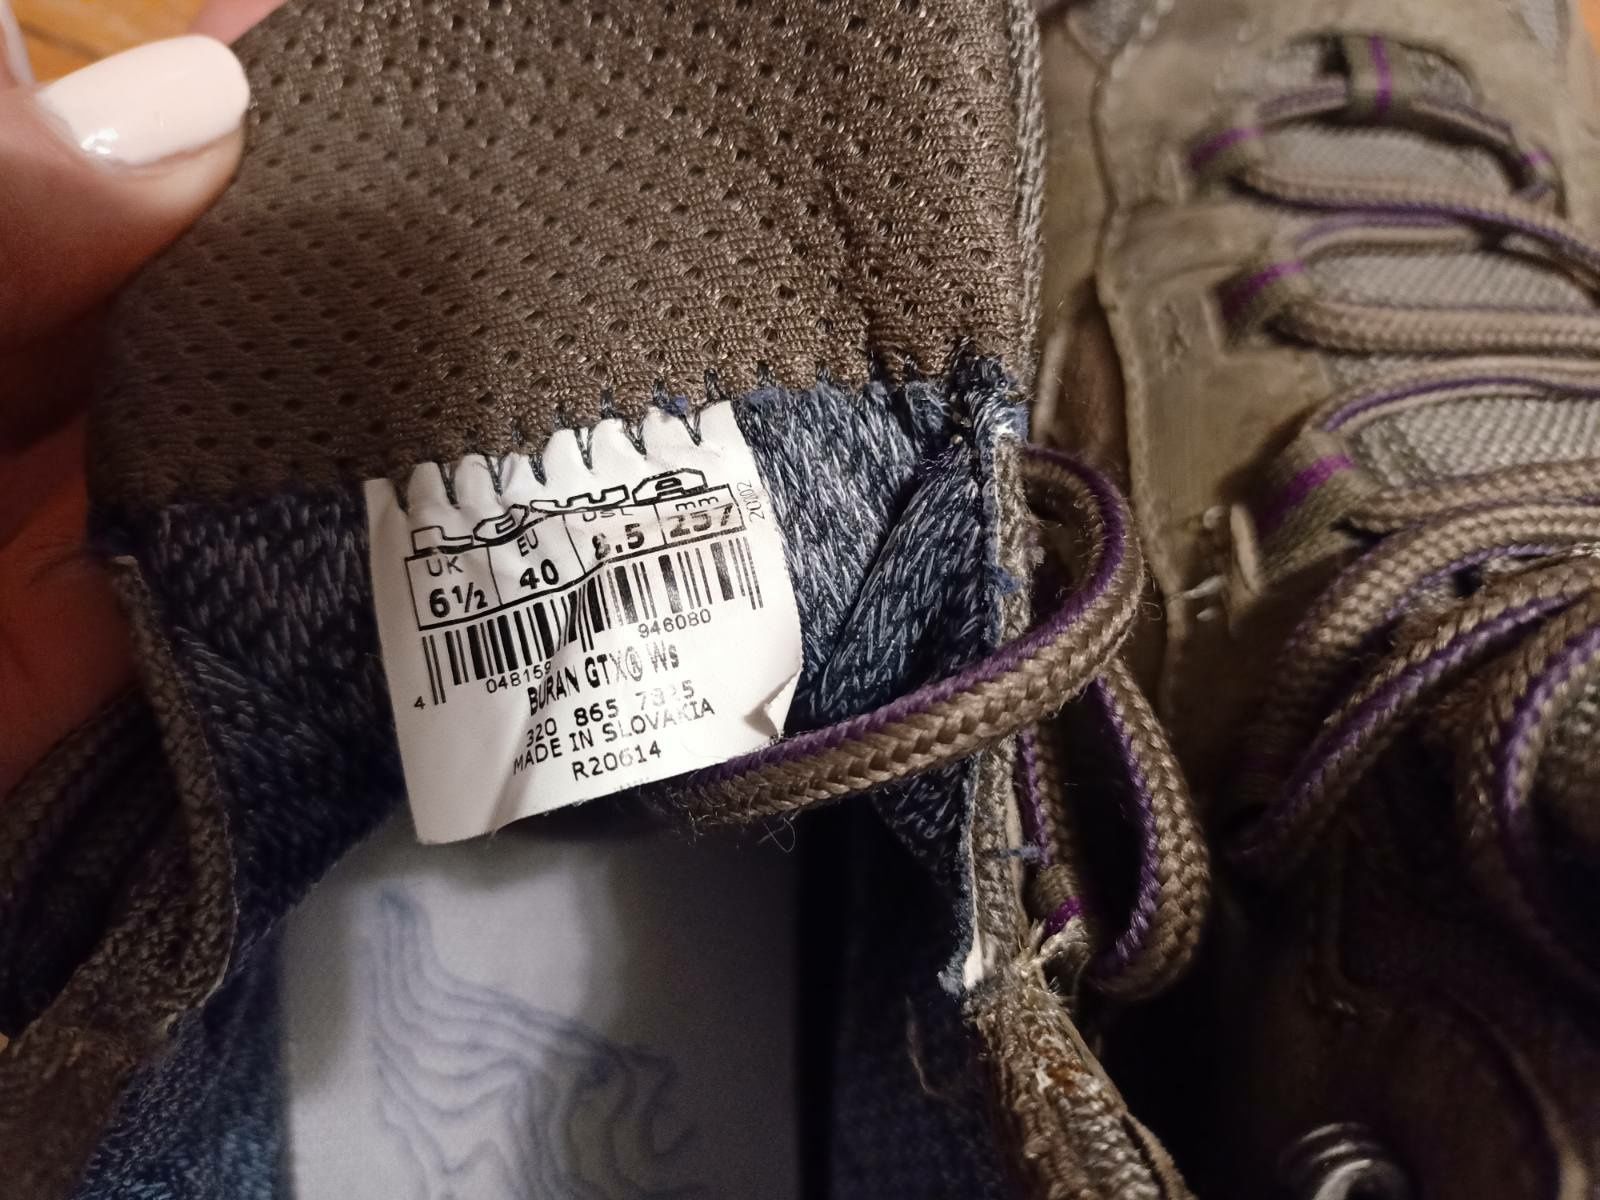 LOWA
UK EU USL mm
6½ 40 8.5 257
4 048159 946080
BURAN GTX® Ws
320 865 7925
MADE IN SLOVAKIA
R20614